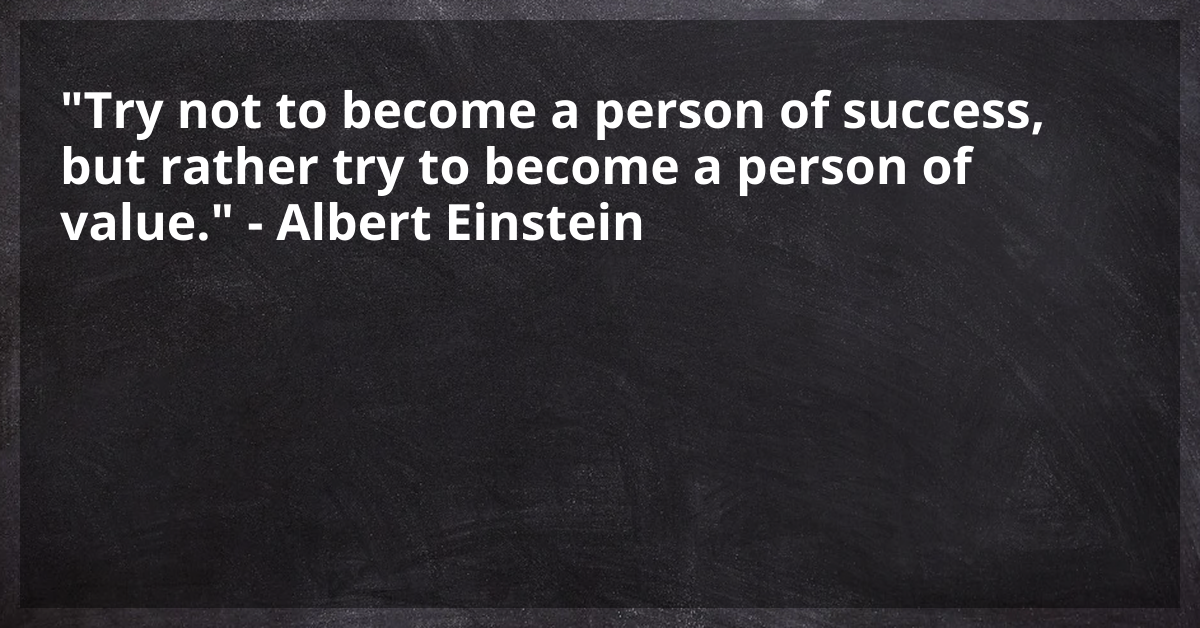 "Try not to become a person of success,
but rather try to become a person of
value." - Albert Einstein